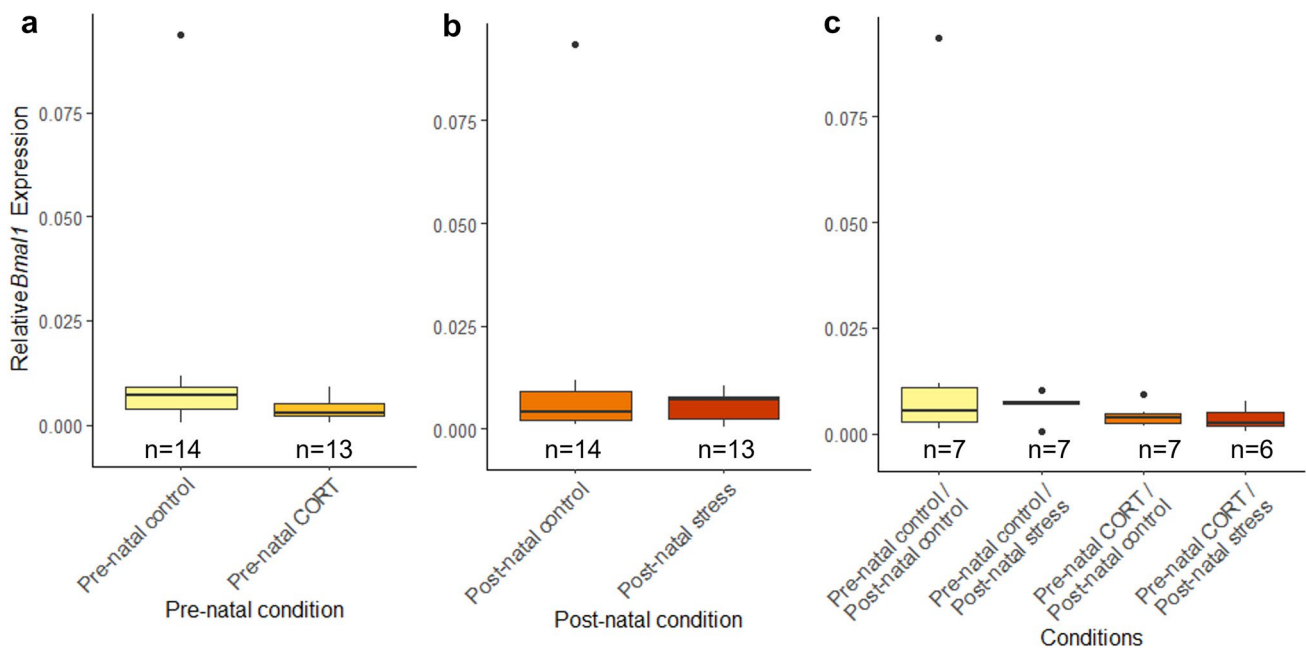 a
Relative Bmal1 Expression
0.075
0.050
0.025
0.000
n=14
n=13
Pre-natal control
Pre-natal CORT
Pre-natal condition
b
0.075
0.050
0.025
0.000
n=14
n=13
Post-natal control
Post-natal stress
Post-natal condition
c
0.075
0.050
0.025
0.000
n=7
n=7
n=7
n=6
Pre-natal control /
Post-natal control
Pre-natal control /
Post-natal stress
Pre-natal CORT /
Post-natal control
Pre-natal CORT /
Post-natal stress
Conditions